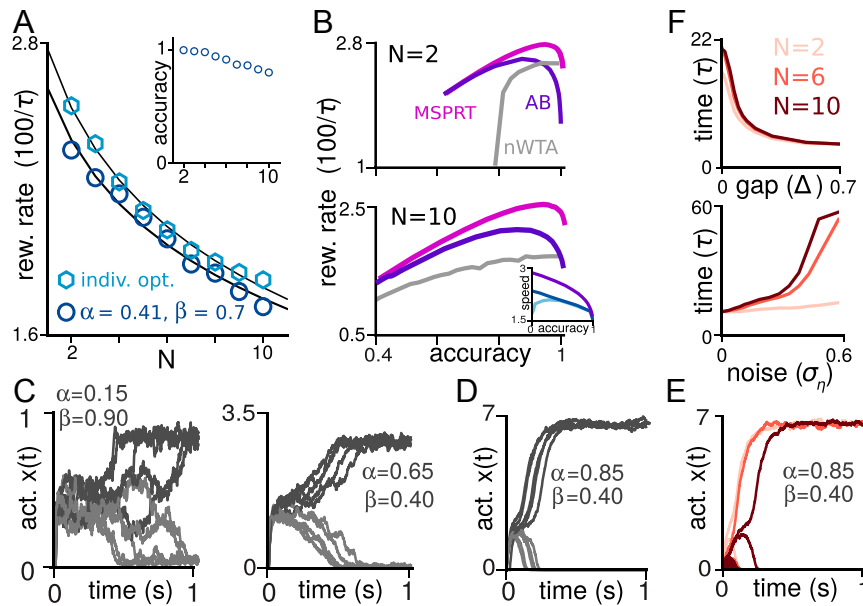 A
2.8
rew. rate (100/τ)
1.6
2
10
N
indiv. opt.
α = 0.41, β = 0.7
accuracy
1
0
2
10
B
2.8
rew. rate (100/τ)
1
N=2
MSPRT
AB
nWTA
2.5
0.5
N=10
0.4
accuracy
1
3
speed
1.5
0
accuracy
1
F
22
time (τ)
0
N=2
N=6
N=10
0
gap (Δ)
0.7
60
time (τ)
0
0
noise (ση)
0.6
C
1
act. x(t)
0
α=0.15
β=0.90
0
time (s)
1
3.5
0
α=0.65
β=0.40
0
time (s)
1
D
7
act. x(t)
0
α=0.85
β=0.40
0
time (s)
1
E
7
act. x(t)
0
α=0.85
β=0.40
0
time (s)
1